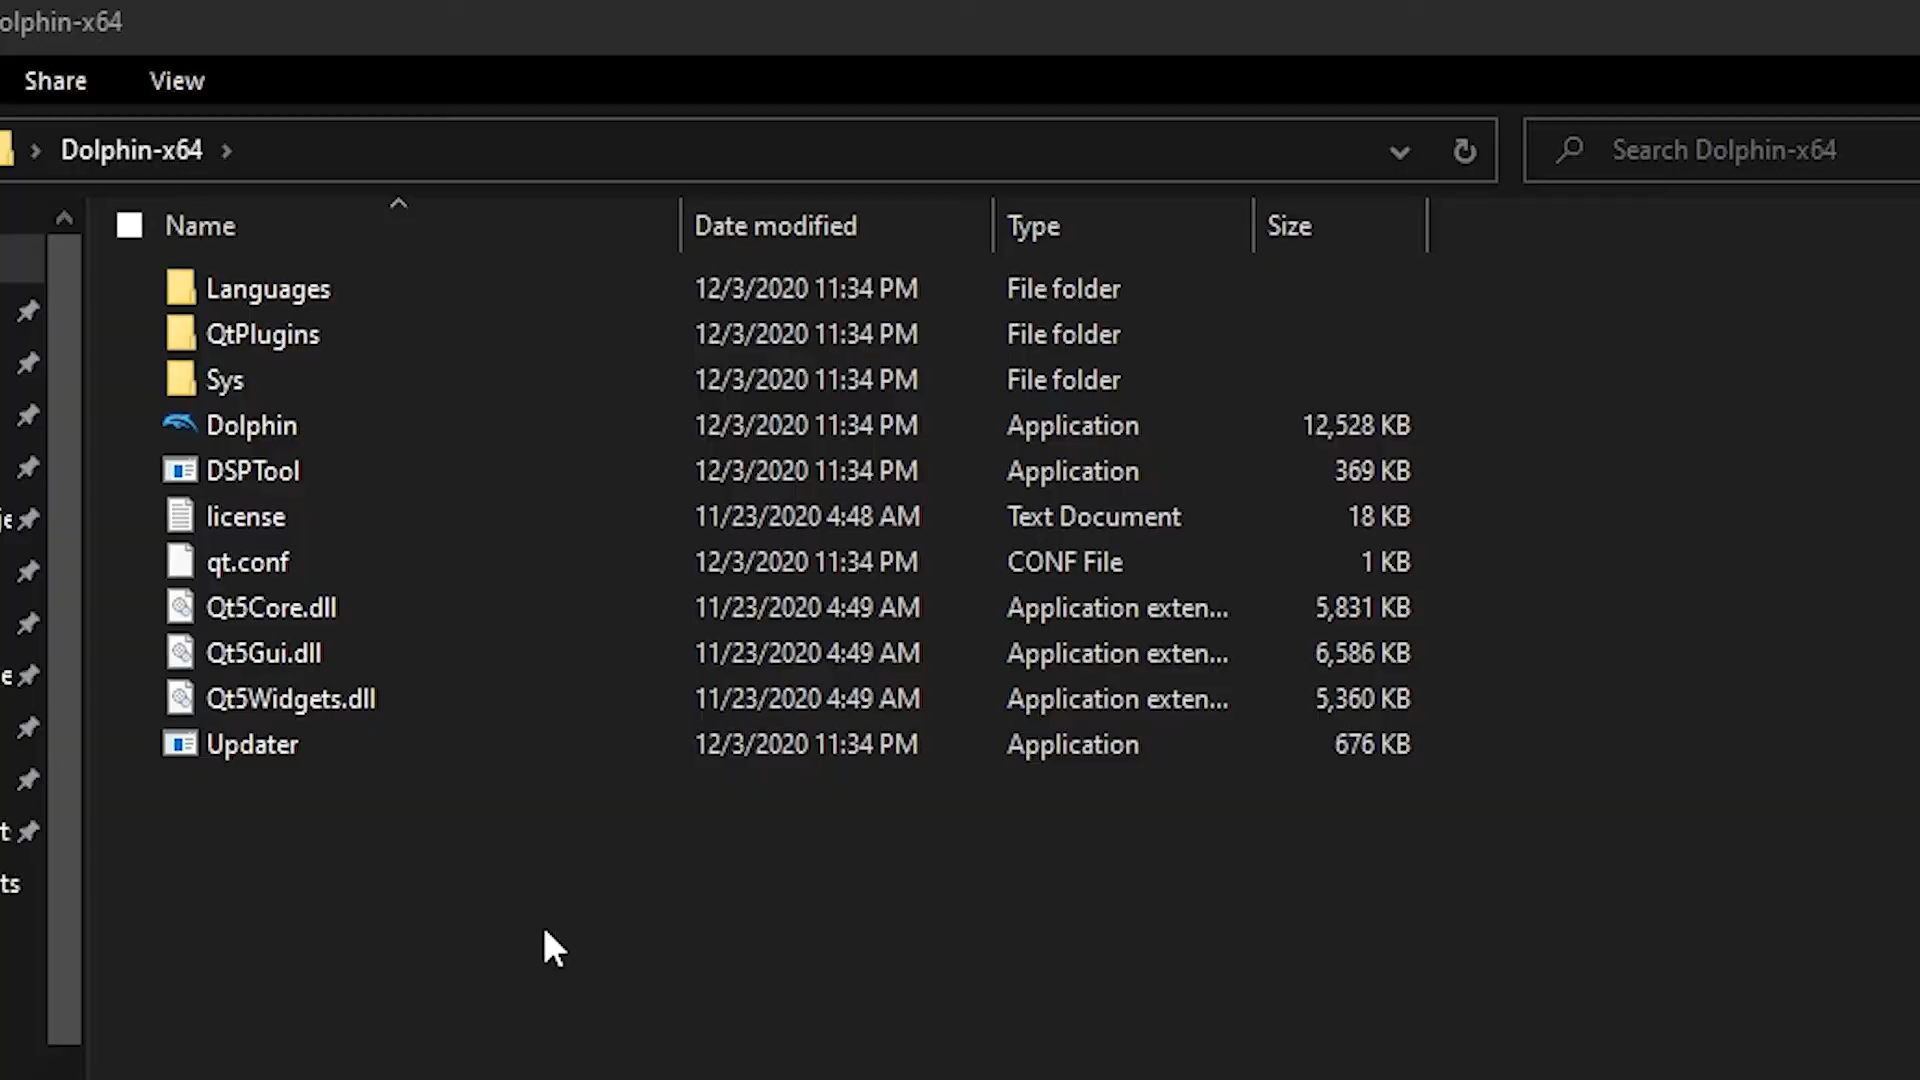 olphin-x64
Share View
Dolphin-x64 Search Dolphin-x64
Name Date modified Type Size
Languages 12/3/2020 11:34 PM File folder
QtPlugins 12/3/2020 11:34 PM File folder
Sys 12/3/2020 11:34 PM File folder
Dolphin 12/3/2020 11:34 PM Application 12,528 KB
DSPTool 12/3/2020 11:34 PM Application 369 KB
license 11/23/2020 4:48 AM Text Document 18 KB
qt.conf 12/3/2020 11:34 PM CONF File 1 KB
Qt5Core.dll 11/23/2020 4:49 AM Application exten... 5,831 KB
Qt5Gui.dll 11/23/2020 4:49 AM Application exten... 6,586 KB
e Qt5Widgets.dll 11/23/2020 4:49 AM Application exten... 5,360 KB
Updater 12/3/2020 11:34 PM Application 676 KB
t
ts